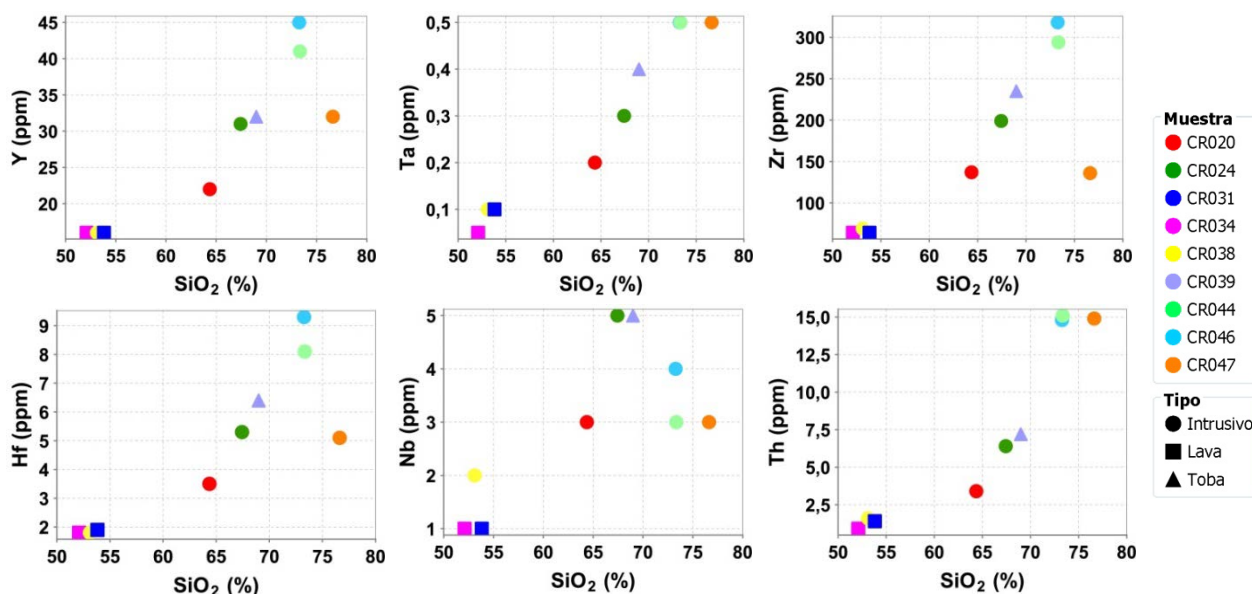 Y (ppm)
45
40
35
30
25
20
50 55 60 65 70 75 80
SiO2 (%)
Ta (ppm)
0,5
0,4
0,3
0,2
0,1
50 55 60 65 70 75 80
SiO2 (%)
Zr (ppm)
300
250
200
150
100
50 55 60 65 70 75 80
SiO2 (%)
Hf (ppm)
9
8
7
6
5
4
3
2
50 55 60 65 70 75 80
SiO2 (%)
Nb (ppm)
5
4
3
2
1
50 55 60 65 70 75 80
SiO2 (%)
Th (ppm)
15,0
12,5
10,0
7,5
5,0
2,5
50 55 60 65 70 75 80
SiO2 (%)
Muestra
CR020
CR024
CR031
CR034
CR038
CR039
CR044
CR046
CR047
Tipo
Intrusivo
Lava
Toba